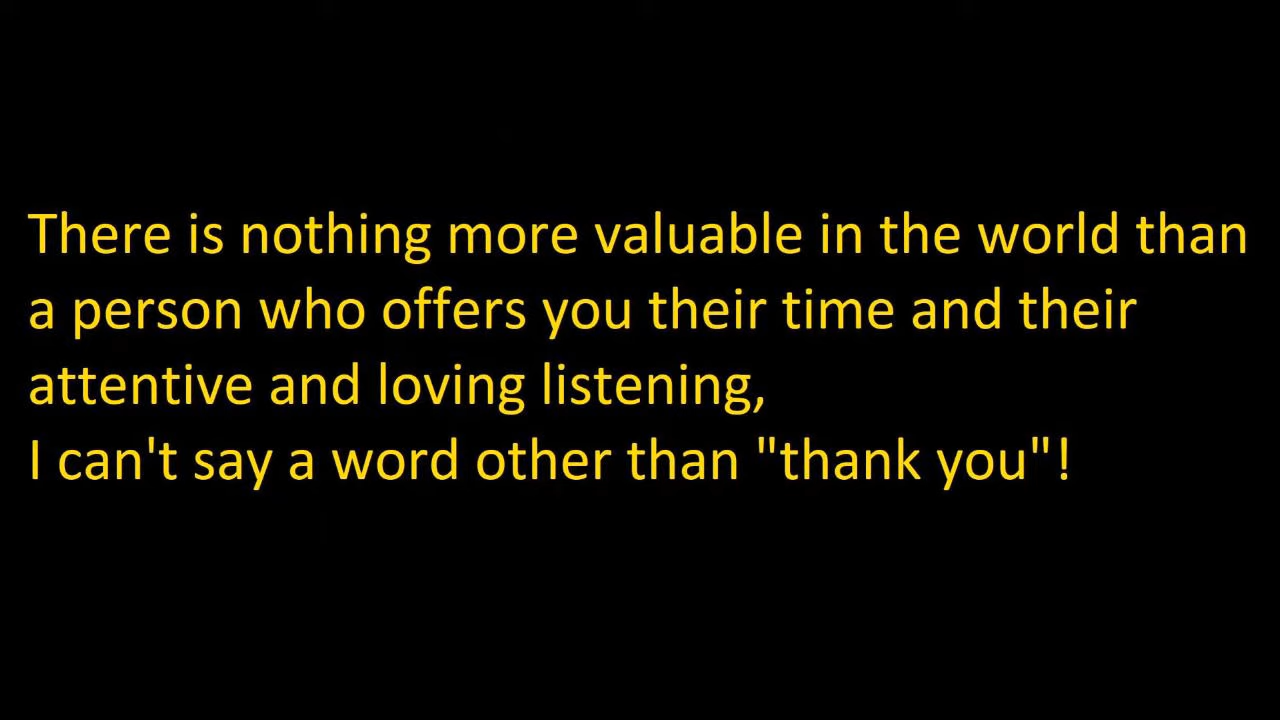 There is nothing more valuable in the world than
a person who offers you their time and their
attentive and loving listening,
I can't say a word other than "thank you"!